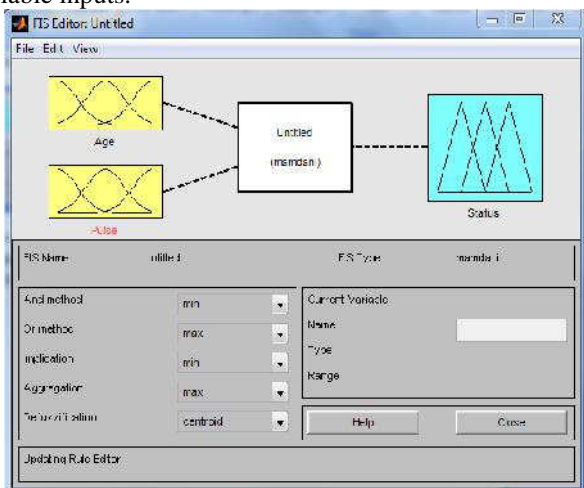 nable inputs.
FIS Editor: Untitled
File Edit View
Age
Pulse
Untitled
(mamdani)
Status
FIS Name: untitled FIS Type: mamdani
And method min
Or method max
Implication min
Aggregation max
Defuzzification centroid
Current Variable
Name
Type
Range
Help Close
Updating Rule Editor